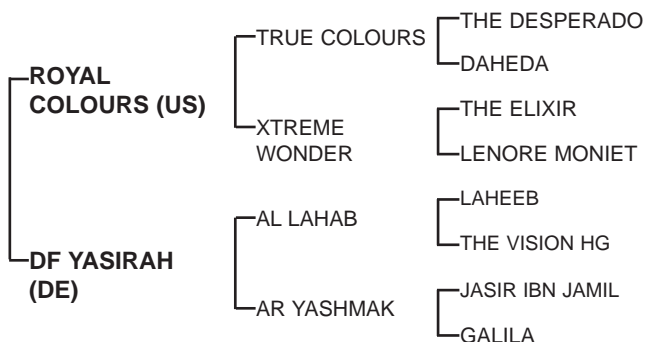 ROYAL
COLOURS (US)
TRUE COLOURS
THE DESPERADO
DAHEDA
XTREME
WONDER
THE ELIXIR
LENORE MONIET
DF YASIRAH
(DE)
AL LAHAB
LAHEEB
THE VISION HG
AR YASHMAK
JASIR IBN JAMIL
GALILA